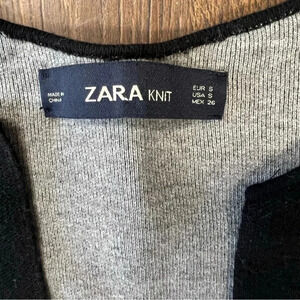 MADE IN
CHINA
ZARA KNIT
EUR S
USA S
MEX 26